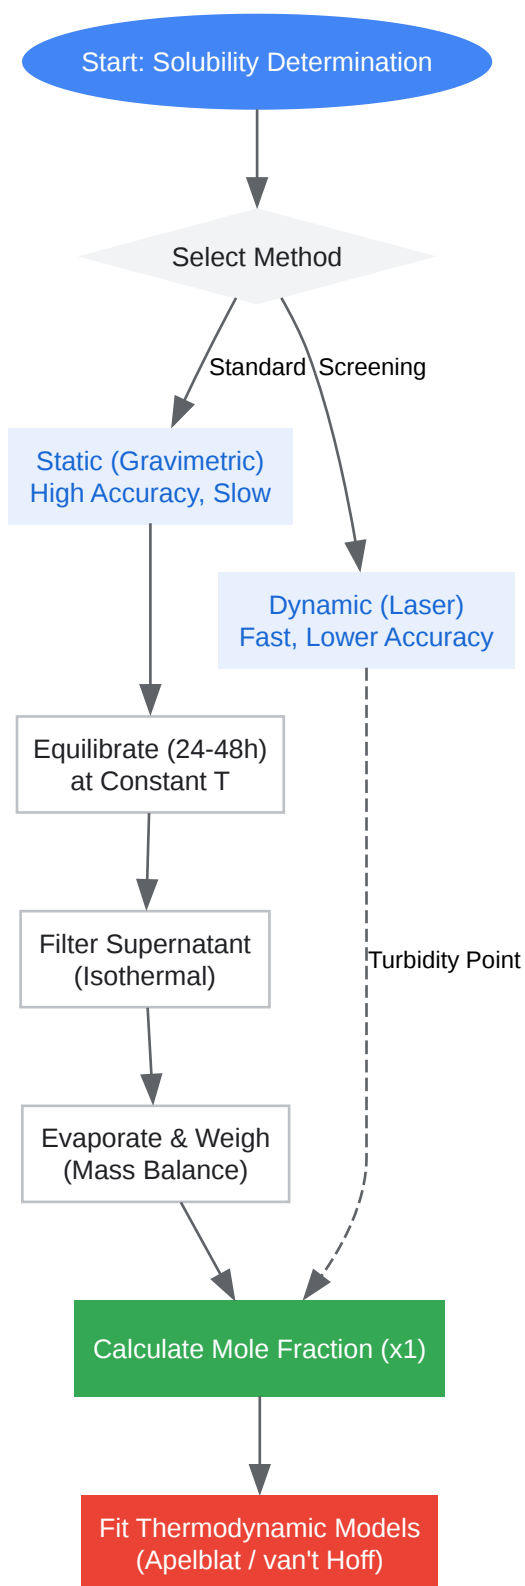 Start: Solubility Determination
Select Method
Standard
Screening
Static (Gravimetric)
High Accuracy, Slow
Dynamic (Laser)
Fast, Lower Accuracy
Equilibrate (24-48h)
at Constant T
Filter Supernatant
(Isothermal)
Turbidity Point
Evaporate & Weigh
(Mass Balance)
Calculate Mole Fraction (x1)
Fit Thermodynamic Models
(Apelblat / van't Hoff)